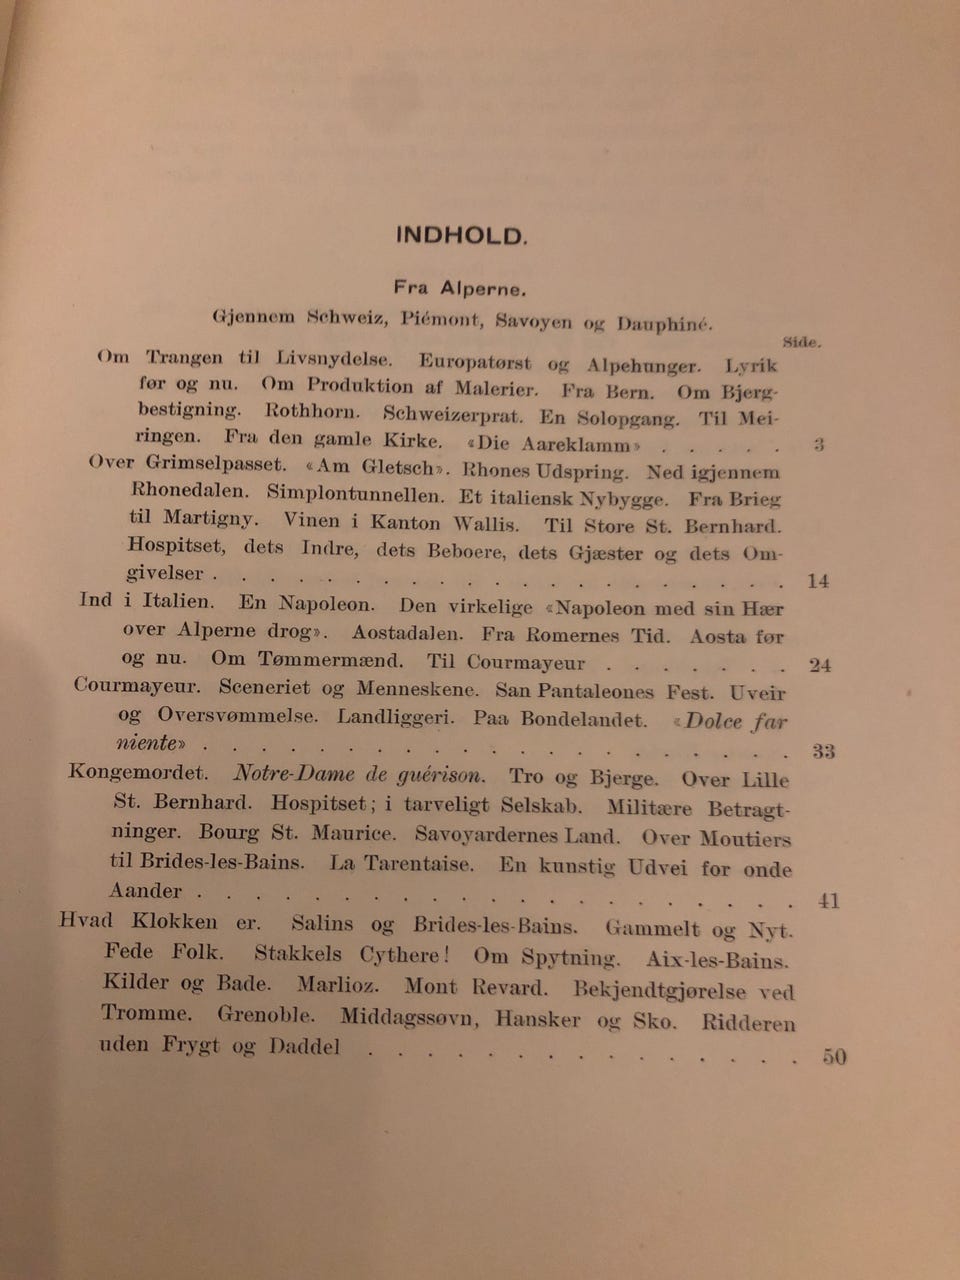 INDHOLD.
Fra Alperne.
Gjennem Schweiz, Piémont, Savoyen og Dauphiné.
Side.
Om Trangen til Livsnydelse. Europatørst og Alpehunger. Lyrik
før og nu. Om Produktion af Malerier. Fra Bern. Om Bjerg-
bestigning. Rothhorn. Schweizerprat. En Solopgang. Til Mei-
ringen. Fra den gamle Kirke. «Die Aareklamm» . . . . . 3
Over Grimselpasset. «Am Gletsch». Rhones Udspring. Ned igjennem
Rhonedalen. Simplontunnellen. Et italiensk Nybygge. Fra Brieg
til Martigny. Vinen i Kanton Wallis. Til Store St. Bernhard.
Hospitset, dets Indre, dets Beboere, dets Gjæster og dets Om-
givelser . . . . . . . . . . . . . . . . . . . . . 14
Ind i Italien. En Napoleon. Den virkelige «Napoleon med sin Hær
over Alperne drog». Aostadalen. Fra Romernes Tid. Aosta før
og nu. Om Tømmermænd. Til Courmayeur . . . . . . . 24
Courmayeur. Sceneriet og Menneskene. San Pantaleones Fest. Uveir
og Oversvømmelse. Landliggeri. Paa Bondelandet. «Dolce far
niente» . . . . . . . . . . . . . . . . . . . . . 33
Kongemordet. Notre-Dame de guérison. Tro og Bjerge. Over Lille
St. Bernhard. Hospitset; i tarveligt Selskab. Militære Betragt-
ninger. Bourg St. Maurice. Savoyardernes Land. Over Moutiers
til Brides-les-Bains. La Tarentaise. En kunstig Udvei for onde
Aander . . . . . . . . . . . . . . . . . . . . . 41
Hvad Klokken er. Salins og Brides-les-Bains. Gammelt og Nyt.
Fede Folk. Stakkels Cythere! Om Spytning. Aix-les-Bains.
Kilder og Bade. Marlioz. Mont Revard. Bekjendtgjørelse ved
Tromme. Grenoble. Middagssøvn, Hansker og Sko. Ridderen
uden Frygt og Daddel . . . . . . . . . . . . . . . 50